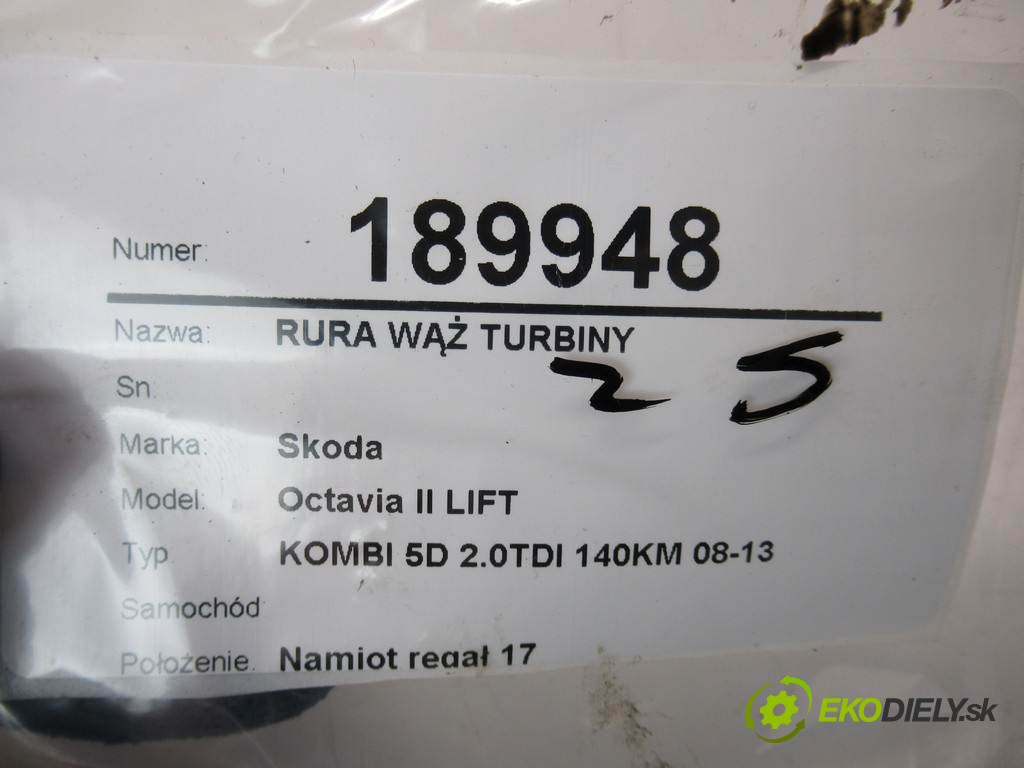 Numer: 189948
Nazwa: RURA WĄŻ TURBINY
2 5
Sn:
Marka: Skoda
Model: Octavia II LIFT
Typ KOMBI 5D 2.0TDI 140KM 08-13
Samochód
Położenie. Namiot regał 17
EKODIELY.sk